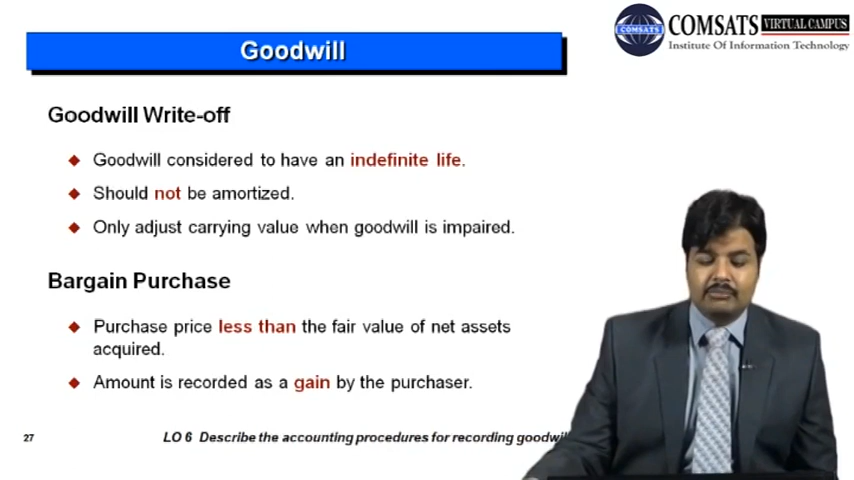 COMSATS VIRTUAL CAMPUS
COMSATS
Institute Of Information Technology
Goodwill
Goodwill Write-off
Goodwill considered to have an indefinite life.
Should not be amortized.
Only adjust carrying value when goodwill is impaired.
Bargain Purchase
Purchase price less than the fair value of net assets
acquired.
Amount is recorded as a gain by the purchaser.
27
LO 6 Describe the accounting procedures for recording goodwill